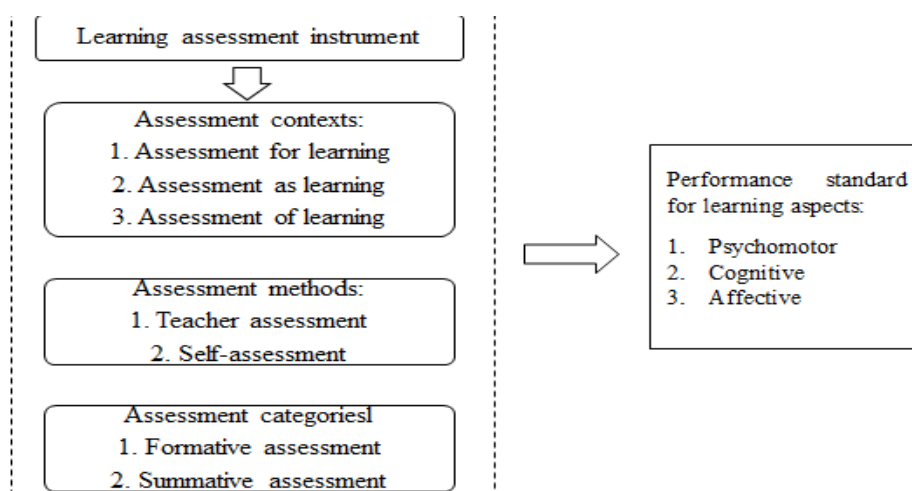 Learning assessment instrument
Assessment contexts:
1. Assessment for learning
2. Assessment as learning
3. Assessment of learning
Assessment methods:
1. Teacher assessment
2. Self-assessment
Assessment categoriesl
1. Formative assessment
2. Summative assessment
Performance standard
for learning aspects:
1. Psychomotor
2. Cognitive
3. Affective